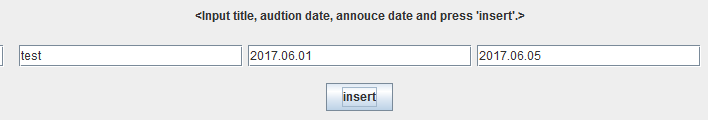 <Input title, audtion date, annouce date and press 'insert'.>
test 2017.06.01 2017.06.05
insert